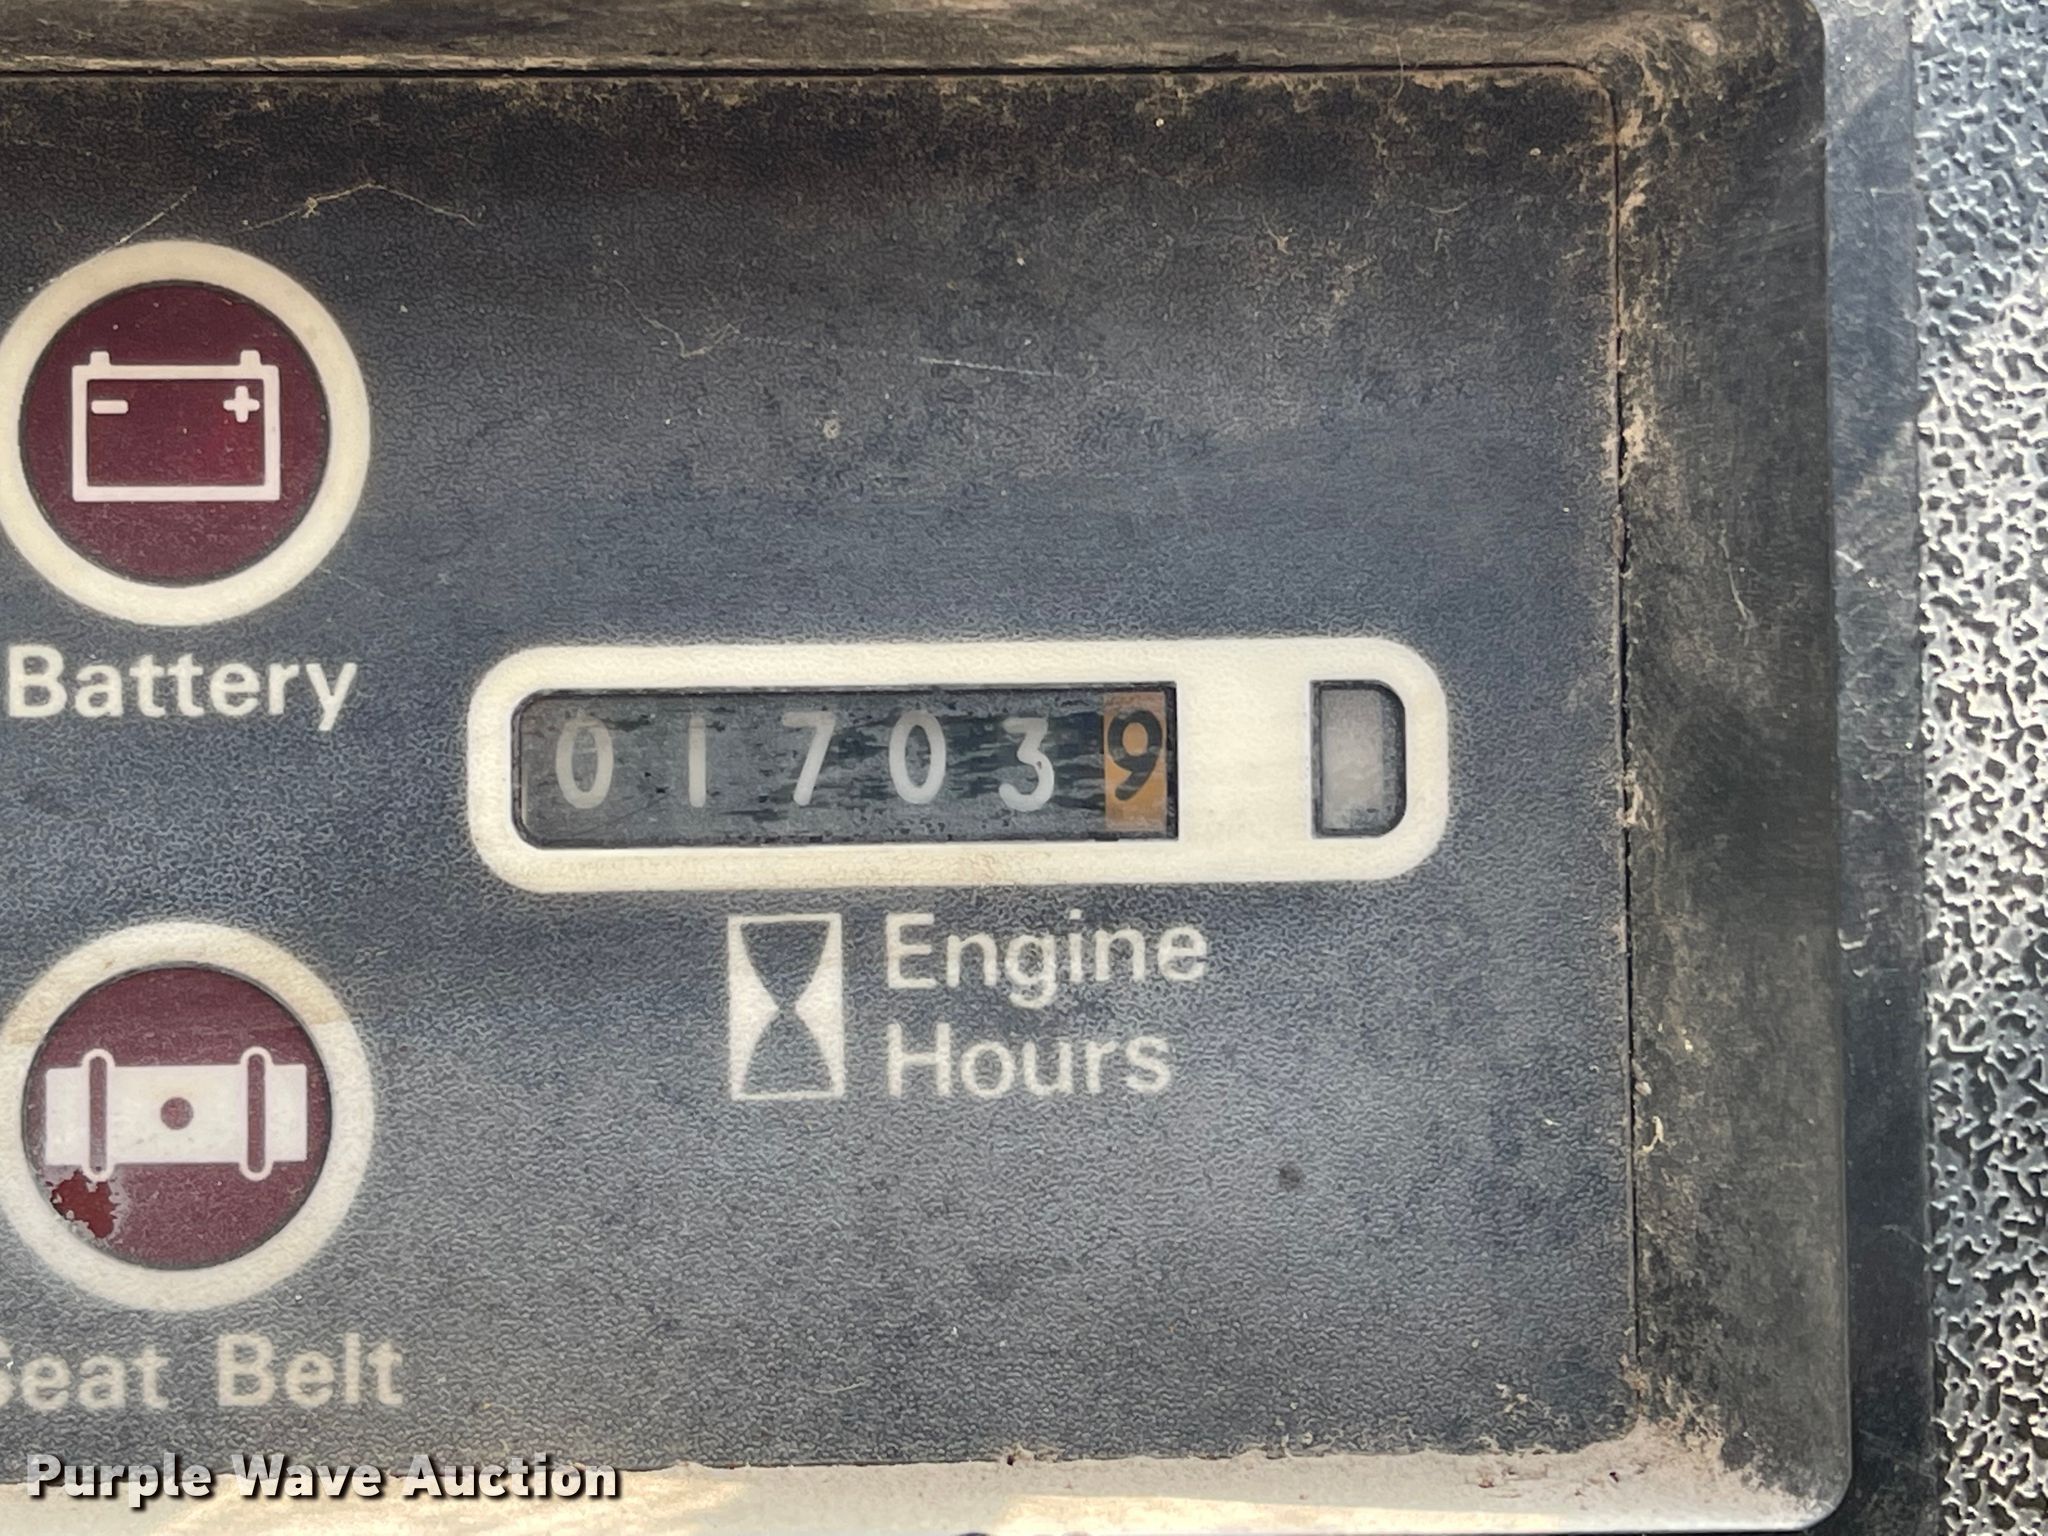 Battery
017039
Engine
Hours
Seat Belt
Purple Wave Auction